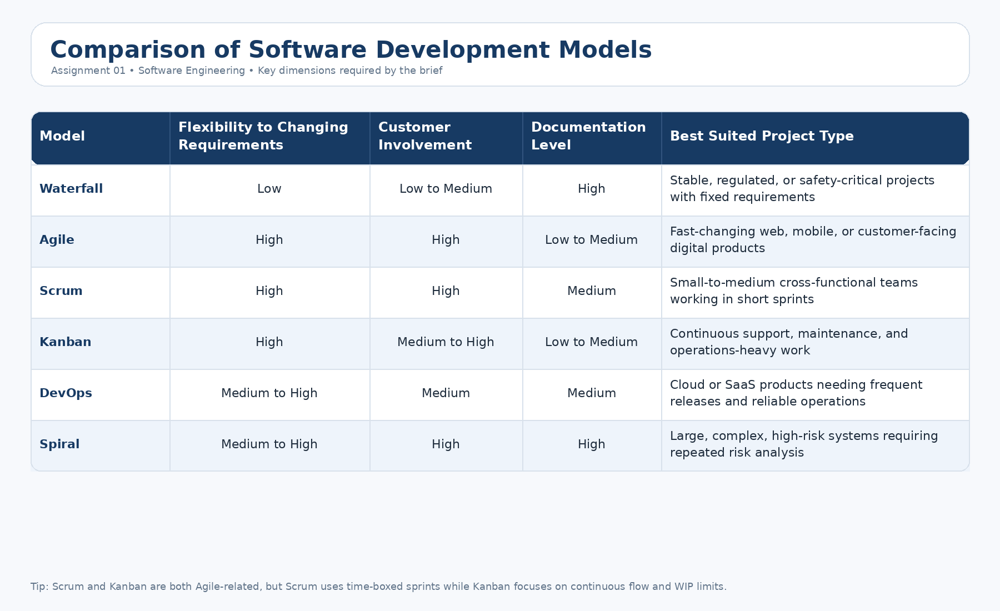 Comparison of Software Development Models
Assignment 01 • Software Engineering • Key dimensions required by the brief
Model
Flexibility to Changing
Requirements
Customer
Involvement
Documentation
Level
Best Suited Project Type
Waterfall
Low
Low to Medium
High
Stable, regulated, or safety-critical projects
with fixed requirements
Agile
High
High
Low to Medium
Fast-changing web, mobile, or customer-facing
digital products
Scrum
High
High
Medium
Small-to-medium cross-functional teams
working in short sprints
Kanban
High
Medium to High
Low to Medium
Continuous support, maintenance, and
operations-heavy work
DevOps
Medium to High
Medium
Medium
Cloud or SaaS products needing frequent
releases and reliable operations
Spiral
Medium to High
High
High
Large, complex, high-risk systems requiring
repeated risk analysis
Tip: Scrum and Kanban are both Agile-related, but Scrum uses time-boxed sprints while Kanban focuses on continuous flow and WIP limits.